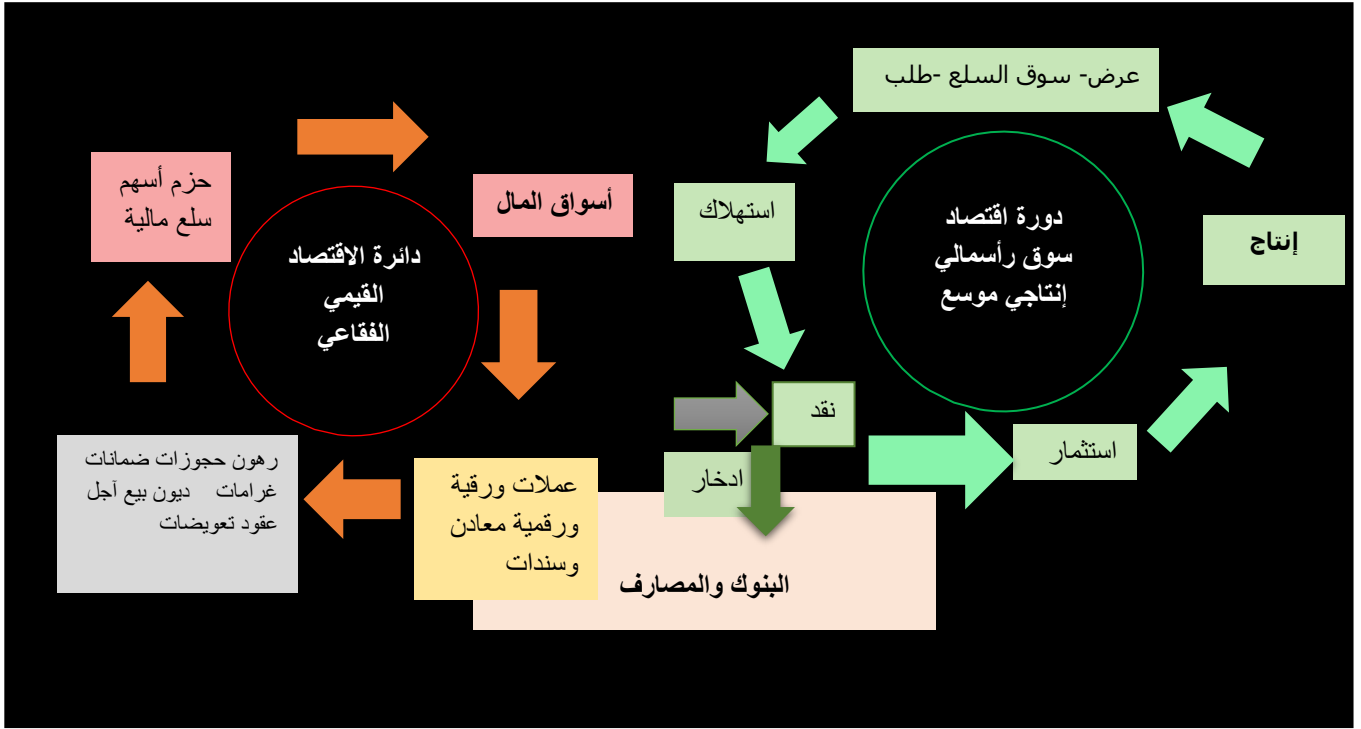 عرض- سوق السلع -طلب
إنتاج
دورة اقتصاد
سوق رأسمالي
إنتاجي موسع
استهلاك
نقد
استثمار
ادخار
البنوك والمصارف
أسواق المال
حزم أسهم
سلع مالية
دائرة الاقتصاد
القيمي
الفقاعي
عملات ورقية
ورقمية معادن
وسندات
رهون حجوزات ضمانات
غرامات ديون بيع آجل
عقود تعويضات